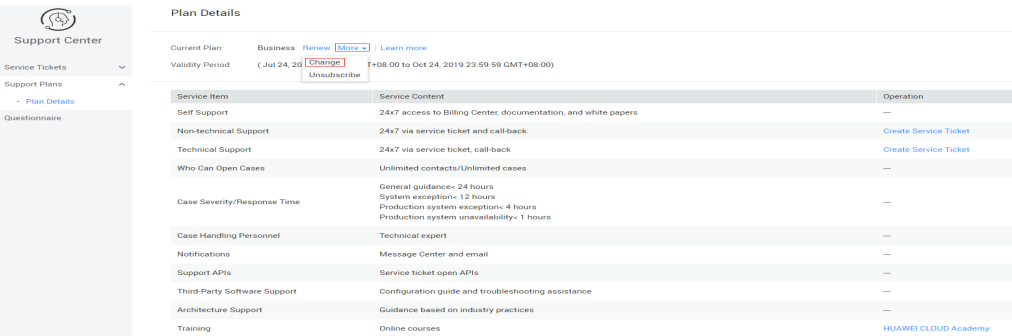 Support Center
Service Tickets
Support Plans
• Plan Details
Questionnaire
Plan Details
Current Plan Business Renew More | Learn more
Validity Period ( Jul 24, 20 T+08:00 to Oct 24, 2019 23:59:59 GMT+08:00)
Change
Unsubscribe
Service Item Service Content Operation
Self Support 24x7 access to Billing Center, documentation, and white papers ---
Non-technical Support 24x7 via service ticket and call-back Create Service Ticket
Technical Support 24x7 via service ticket, call-back Create Service Ticket
Who Can Open Cases Unlimited contacts/Unlimited cases ---
Case Severity/Response Time General guidance< 24 hours
System exception< 12 hours
Production system exception< 4 hours
Production system unavailability< 1 hours
---
Case Handling Personnel Technical expert ---
Notifications Message Center and email ---
Support APIs Service ticket open APIs ---
Third-Party Software Support Configuration guide and troubleshooting assistance ---
Architecture Support Guidance based on industry practices ---
Training Online courses HUAWEI CLOUD Academy